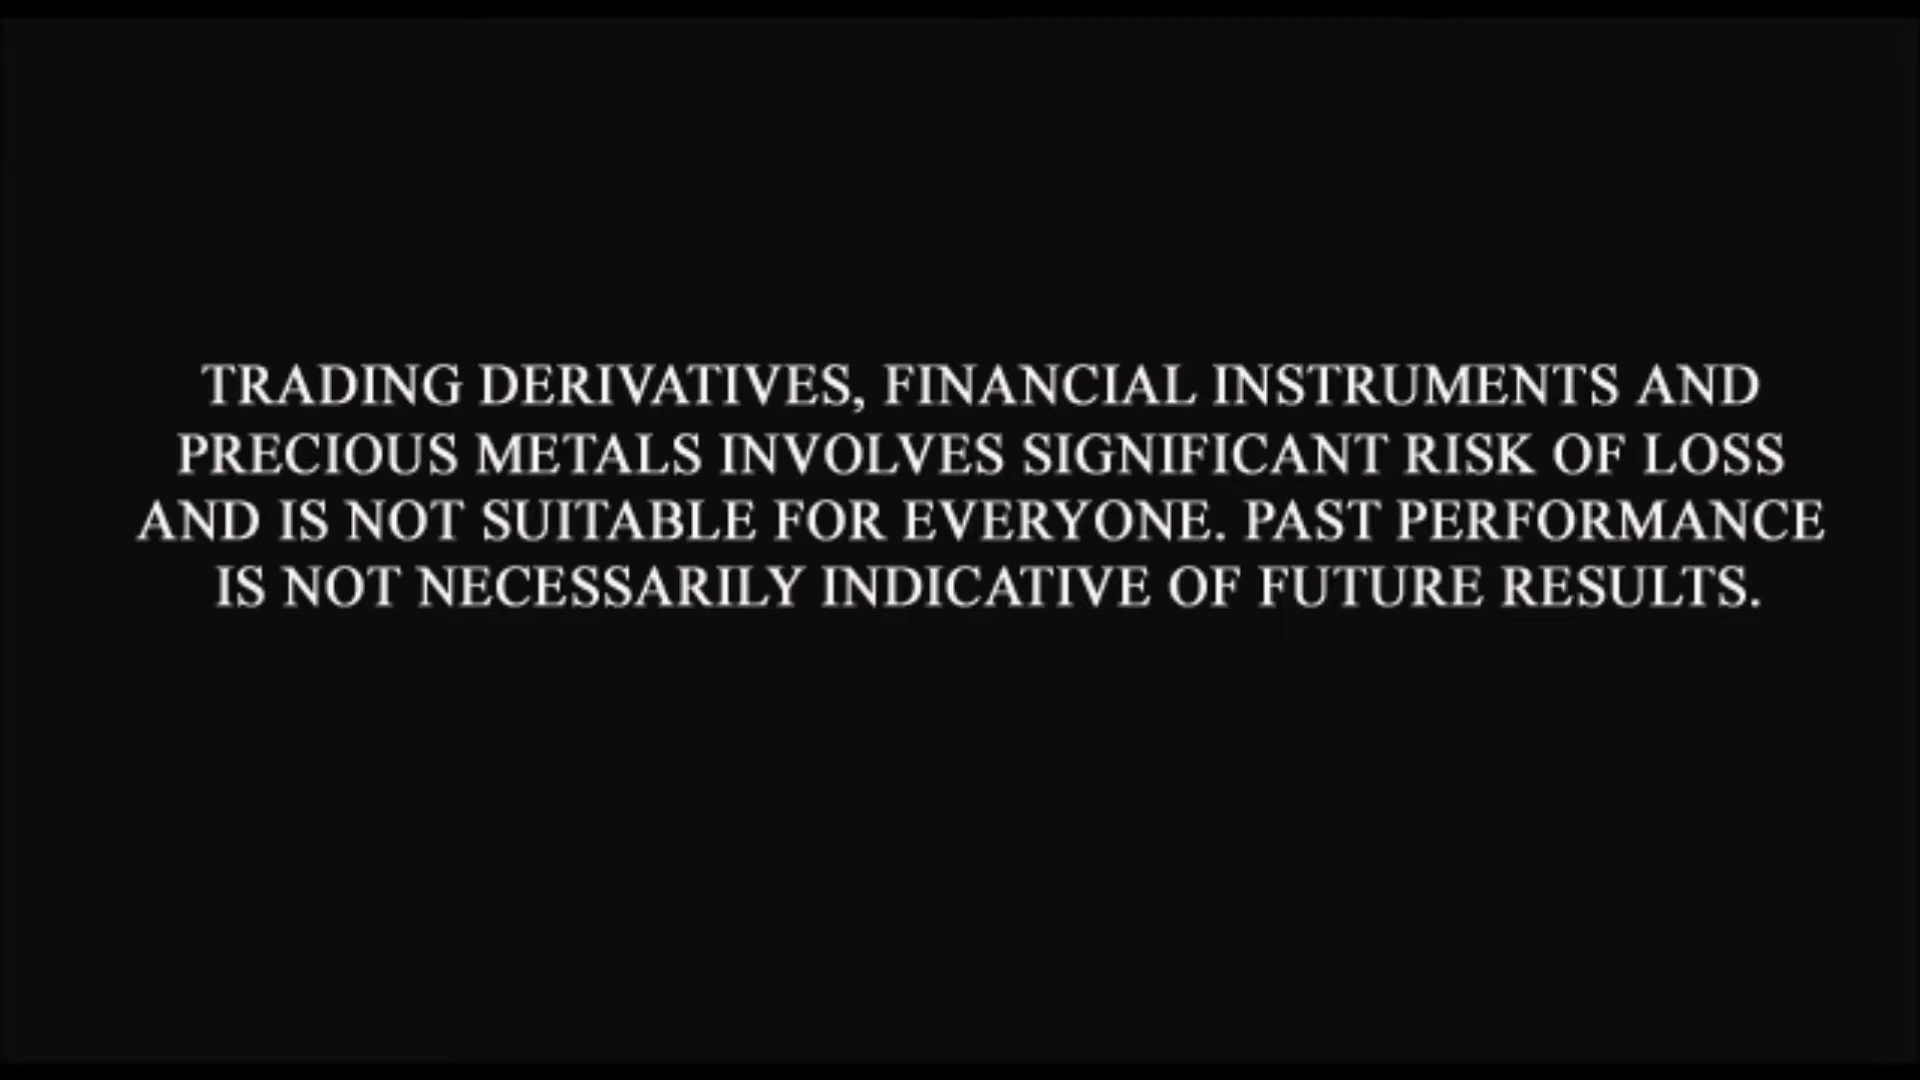 TRADING DERIVATIVES, FINANCIAL INSTRUMENTS AND
PRECIOUS METALS INVOLVES SIGNIFICANT RISK OF LOSS
AND IS NOT SUITABLE FOR EVERYONE. PAST PERFORMANCE
IS NOT NECESSARILY INDICATIVE OF FUTURE RESULTS.